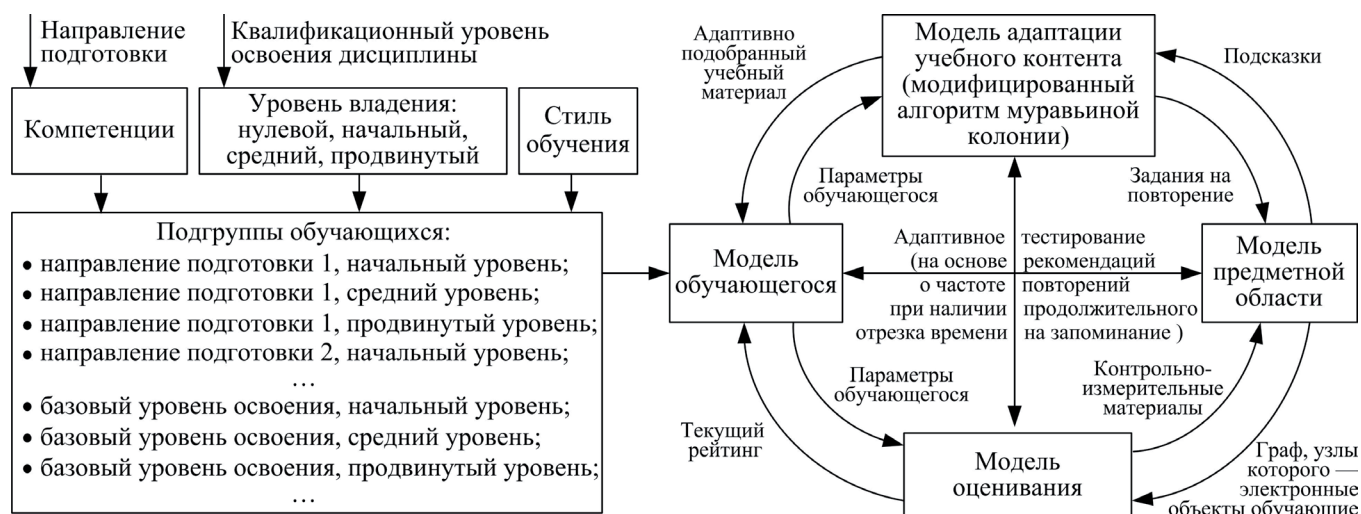 Направление
подготовки
Квалификационный уровень
освоения дисциплины
Компетенции
Уровень владения:
нулевой, начальный,
средний, продвинутый
Стиль
обучения
Подгруппы обучающихся:
• направление подготовки 1, начальный уровень;
• направление подготовки 1, средний уровень;
• направление подготовки 1, продвинутый уровень;
• направление подготовки 2, начальный уровень;
…
• базовый уровень освоения, начальный уровень;
• базовый уровень освоения, средний уровень;
• базовый уровень освоения, продвинутый уровень;
…
Адаптивно
подобранный
учебный
материал
Модель адаптации
учебного контента
(модифицированный
алгоритм муравьиной
колонии)
Подсказки
Параметры
обучающегося
Задания на
повторение
Модель
обучающегося
Адаптивное тестирование
(на основе рекомендаций
о частоте повторений
при наличии продолжительного
отрезка времени на запоминание )
Модель
предметной
области
Параметры
обучающегося
Контрольно-
измерительные
материалы
Текущий
рейтинг
Модель
оценивания
Граф, узлы
которого —
электронные
объекты обучающие